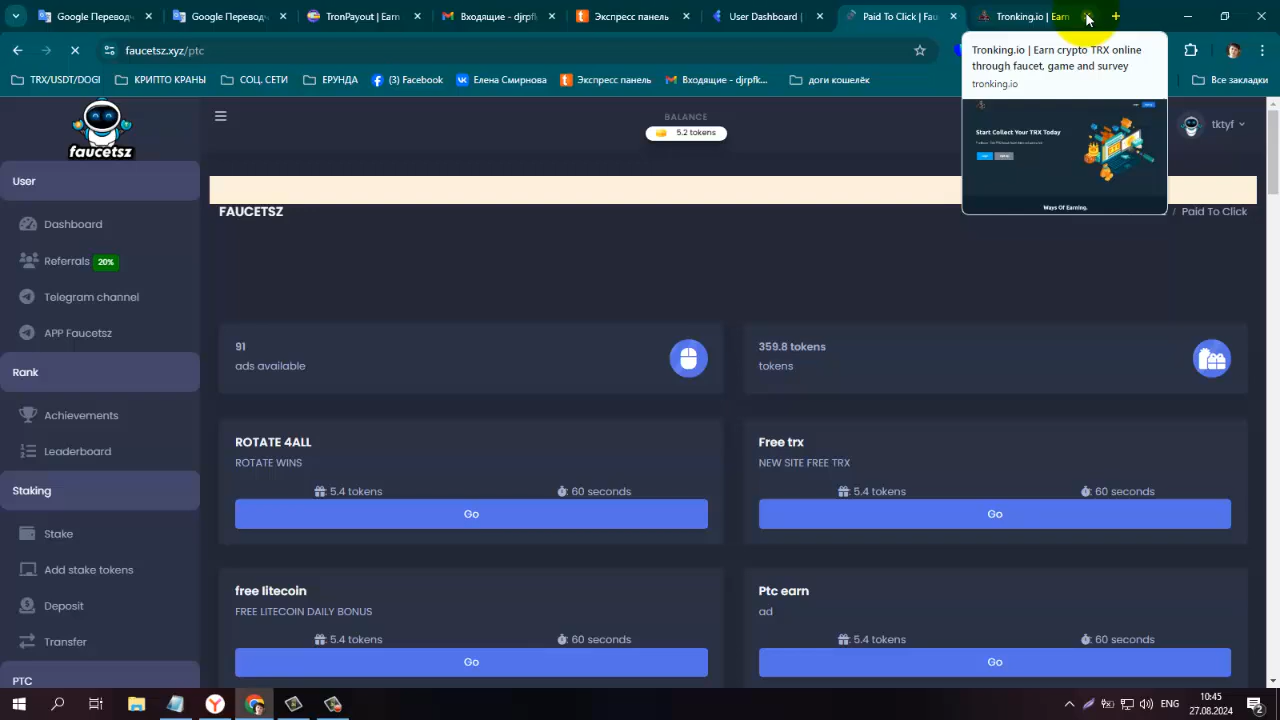 Google Переводч
Google Переводч
TronPayout | Earn
Входящие - djrpf
Экспресс панель
User Dashboard |
Paid To Click | Fau
Tronking.io | Earn
faucetsz.xyz/ptc
TRX/USDT/DOGI
КРИПТО КРАНЫ
СОЦ. СЕТИ
ЕРУНДА
(3) Facebook
Елена Смирнова
Экспресс панель
Входящие - djrpfk...
доги кошелёк
Все закладки
Tronking.io | Earn crypto TRX online
through faucet, game and survey
tronking.io
Start Collect Your TRX Today
Ways Of Earning.
faucetsz
BALANCE
5.2 tokens
tktyf
User
Dashboard
Referrals 20%
Telegram channel
APP Faucetsz
Rank
Achievements
Leaderboard
Staking
Stake
Add stake tokens
Deposit
Transfer
PTC
FAUCETSZ
/ Paid To Click
91
ads available
359.8 tokens
tokens
ROTATE 4ALL
ROTATE WINS
5.4 tokens
: 60 seconds
Go
Free trx
NEW SITE FREE TRX
5.4 tokens
: 60 seconds
Go
free litecoin
FREE LITECOIN DAILY BONUS
5.4 tokens
: 60 seconds
Go
Ptc earn
ad
5.4 tokens
: 60 seconds
Go
ENG
10:45
27.08.2024
2